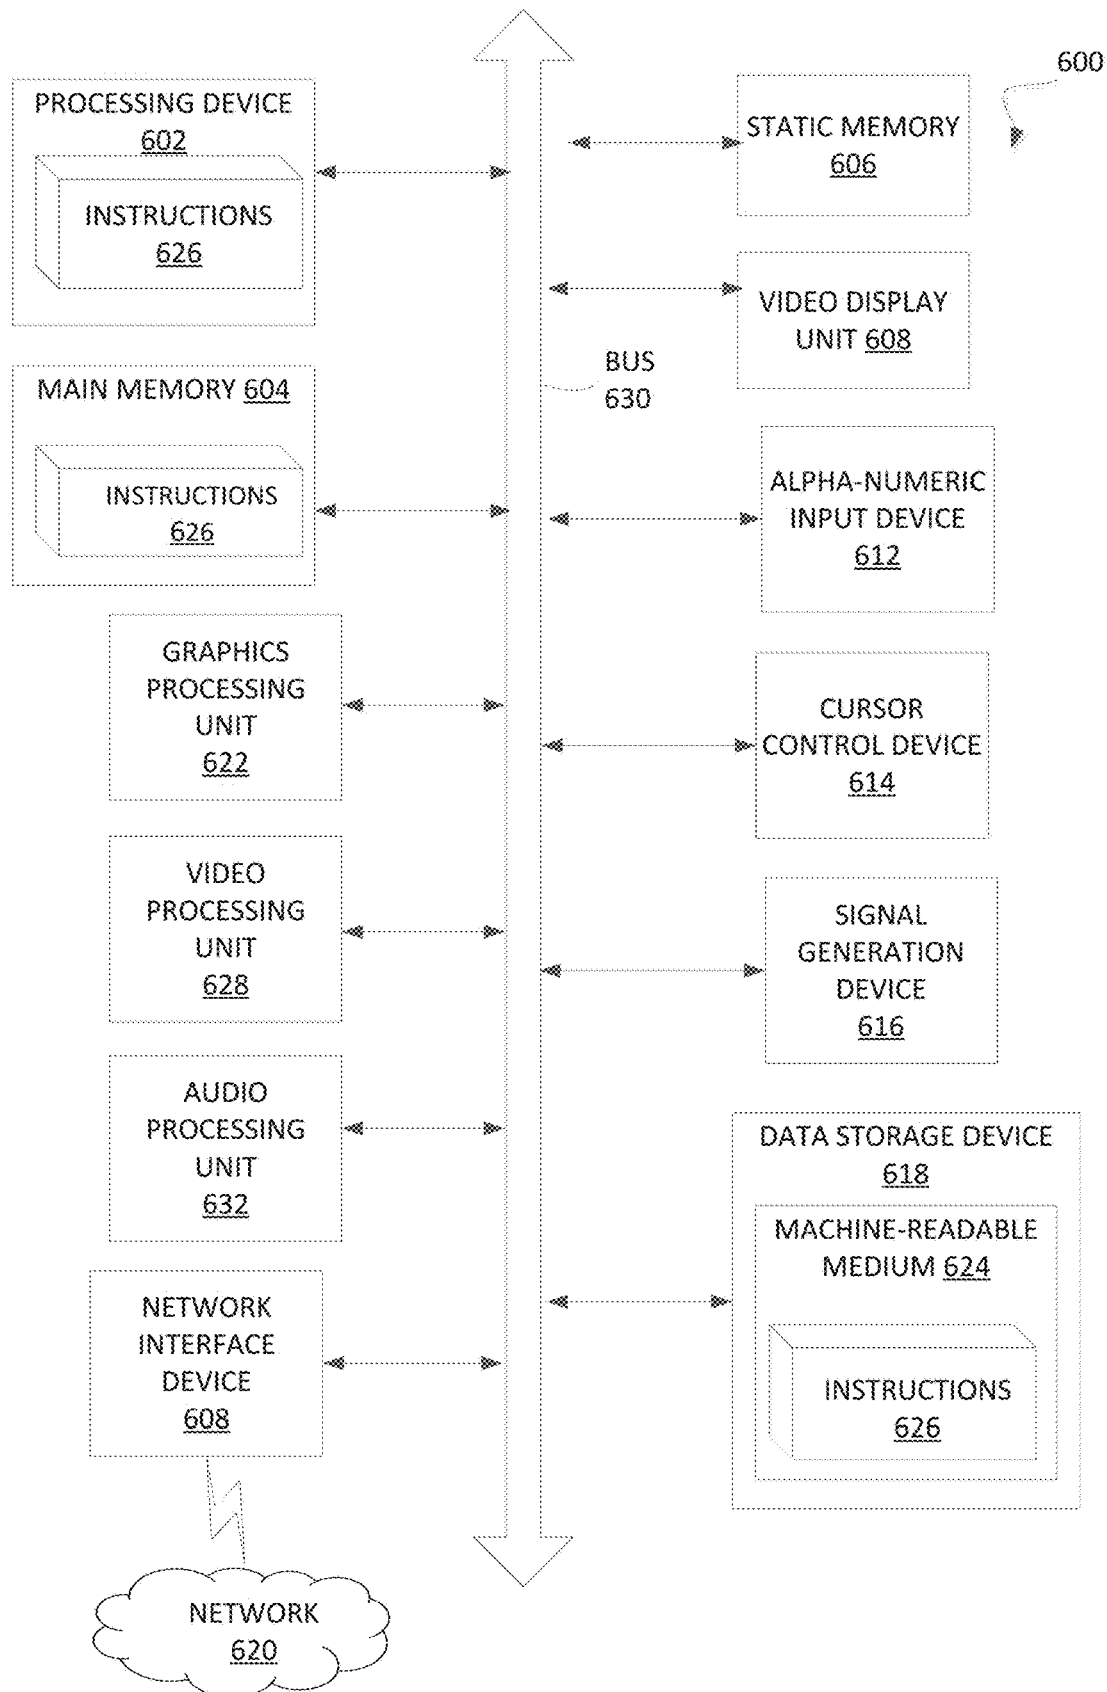 600
PROCESSING DEVICE
602
INSTRUCTIONS
626
MAIN MEMORY 604
INSTRUCTIONS
626
GRAPHICS
PROCESSING
UNIT
622
VIDEO
PROCESSING
UNIT
628
AUDIO
PROCESSING
UNIT
632
NETWORK
INTERFACE
DEVICE
608
NETWORK
620
BUS
630
STATIC MEMORY
606
VIDEO DISPLAY
UNIT 608
ALPHA-NUMERIC
INPUT DEVICE
612
CURSOR
CONTROL DEVICE
614
SIGNAL
GENERATION
DEVICE
616
DATA STORAGE DEVICE
618
MACHINE-READABLE
MEDIUM 624
INSTRUCTIONS
626